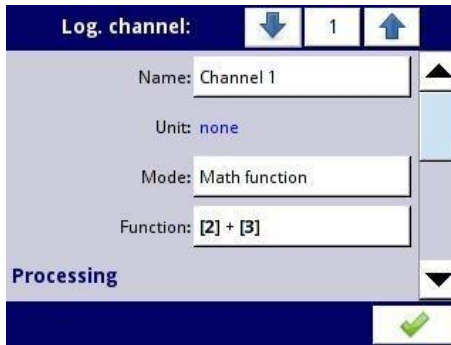 Log. channel: 1
Name: Channel 1
Unit: none
Mode: Math function
Function: [2] + [3]
Processing